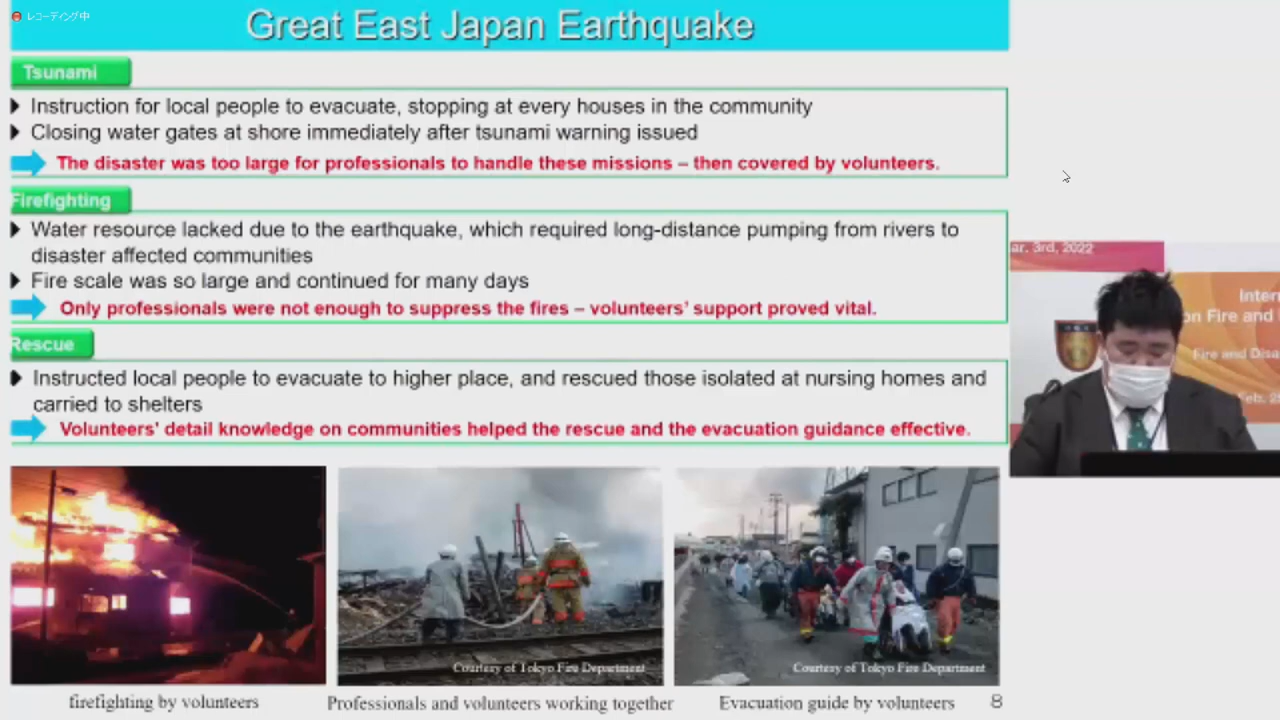 レコーディング中
Great East Japan Earthquake
Tsunami
Instruction for local people to evacuate, stopping at every houses in the community
Closing water gates at shore immediately after tsunami warning issued
The disaster was too large for professionals to handle these missions – then covered by volunteers.
Firefighting
Water resource lacked due to the earthquake, which required long-distance pumping from rivers to
disaster affected communities
Fire scale was so large and continued for many days
Only professionals were not enough to suppress the fires – volunteers' support proved vital.
Rescue
Instructed local people to evacuate to higher place, and rescued those isolated at nursing homes and
carried to shelters
Volunteers' detail knowledge on communities helped the rescue and the evacuation guidance effective.
Courtesy of Tokyo Fire Department
Courtesy of Tokyo Fire Department
firefighting by volunteers
Professionals and volunteers working together
Evacuation guide by volunteers
8
ar. 3rd, 2022
Intern
on Fire and
Fire and Disa
Feb. 2